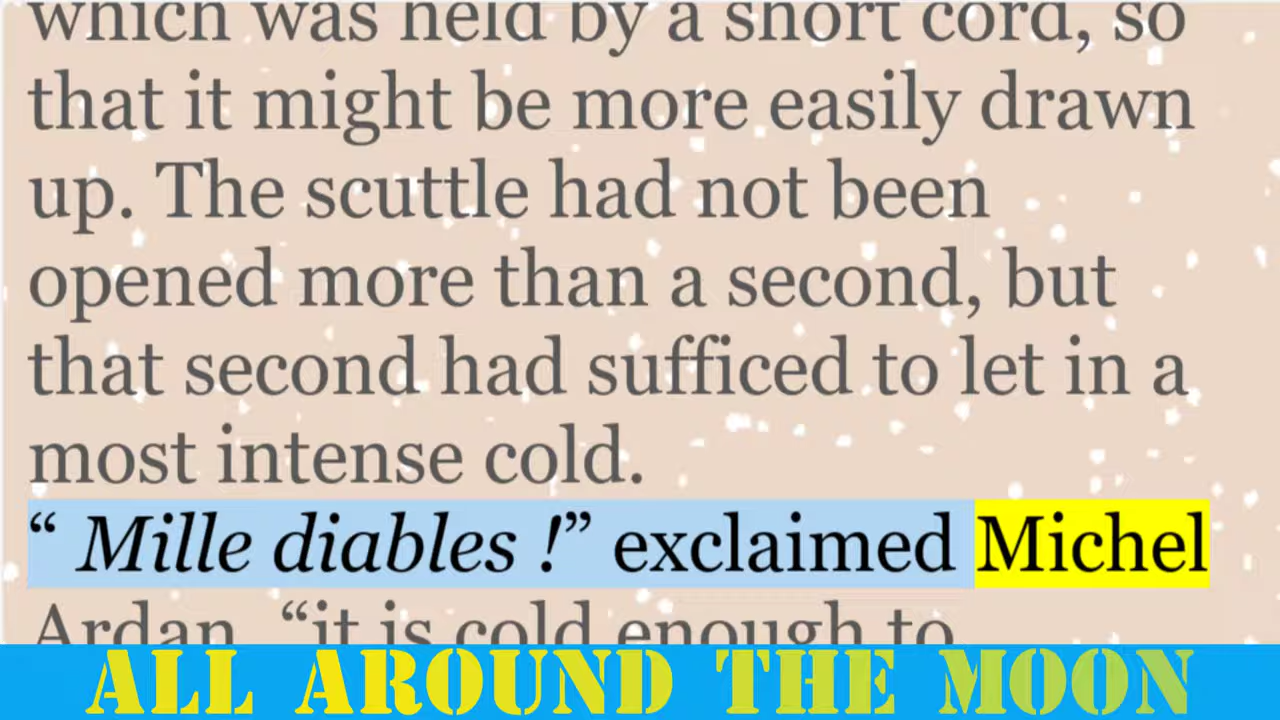 which was held by a short cord, so
that it might be more easily drawn
up. The scuttle had not been
opened more than a second, but
that second had sufficed to let in a
most intense cold.
“ Mille diables !” exclaimed Michel
Ardan, “it is cold enough to
ALL AROUND THE MOON